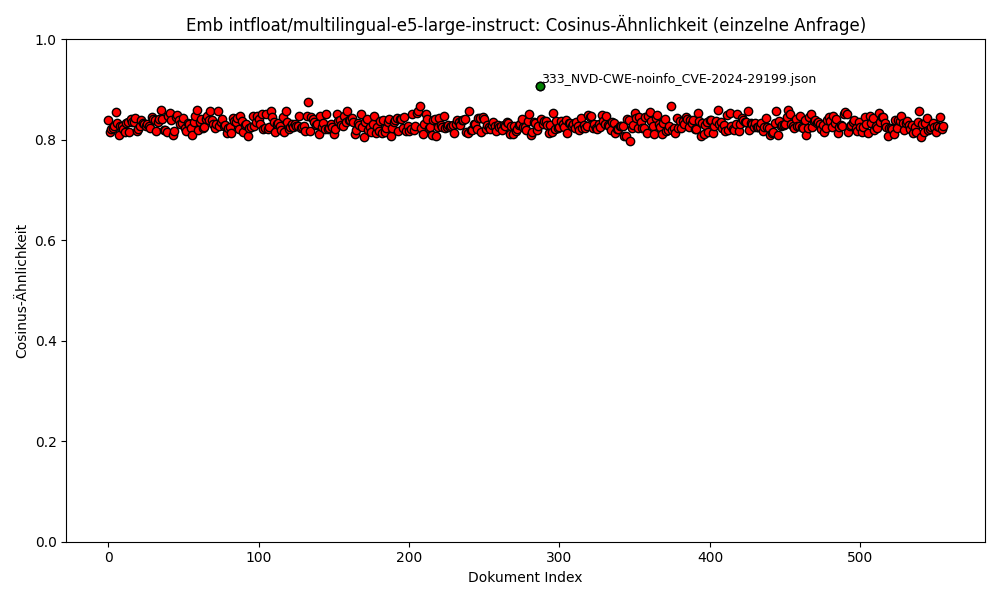 Emb intfloat/multilingual-e5-large-instruct: Cosinus-Ähnlichkeit (einzelne Anfrage)
1.0
333_NVD-CWE-noinfo_CVE-2024-29199.json
0.8
0.6
Cosinus-Ähnlichkeit
0.4
0.2
0.0
0 100 200 300 400 500
Dokument Index